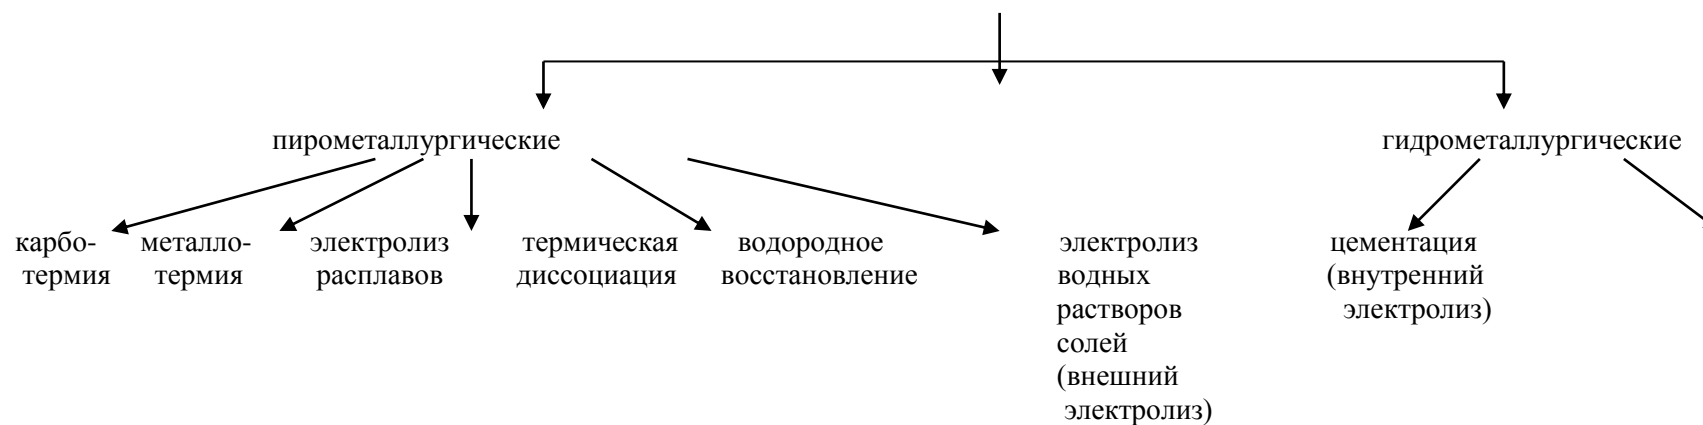 пирометаллургические
гидрометаллургические
карбо-
термия
металло-
термия
электролиз
расплавов
термическая
диссоциация
водородное
восстановление
электролиз
водных
растворов
солей
(внешний
электролиз)
цементация
(внутренний
электролиз)